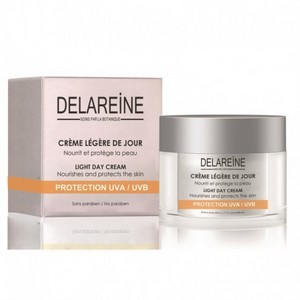 DELAREINE
SOINS PAR LA BOTANIQUE
CRÈME LÉGÈRE DE JOUR
Nourrit et protège la peau
LIGHT DAY CREAM
Nourishes and protects the skin
PROTECTION UVA / UVB
Sans paraben / No paraben
DELAREINE
CRÈME LÉGÈRE DE JOUR
Nourrit et protège la peau
LIGHT DAY CREAM
Nourishes and protects the skin
PROTECTION UVA / UVB